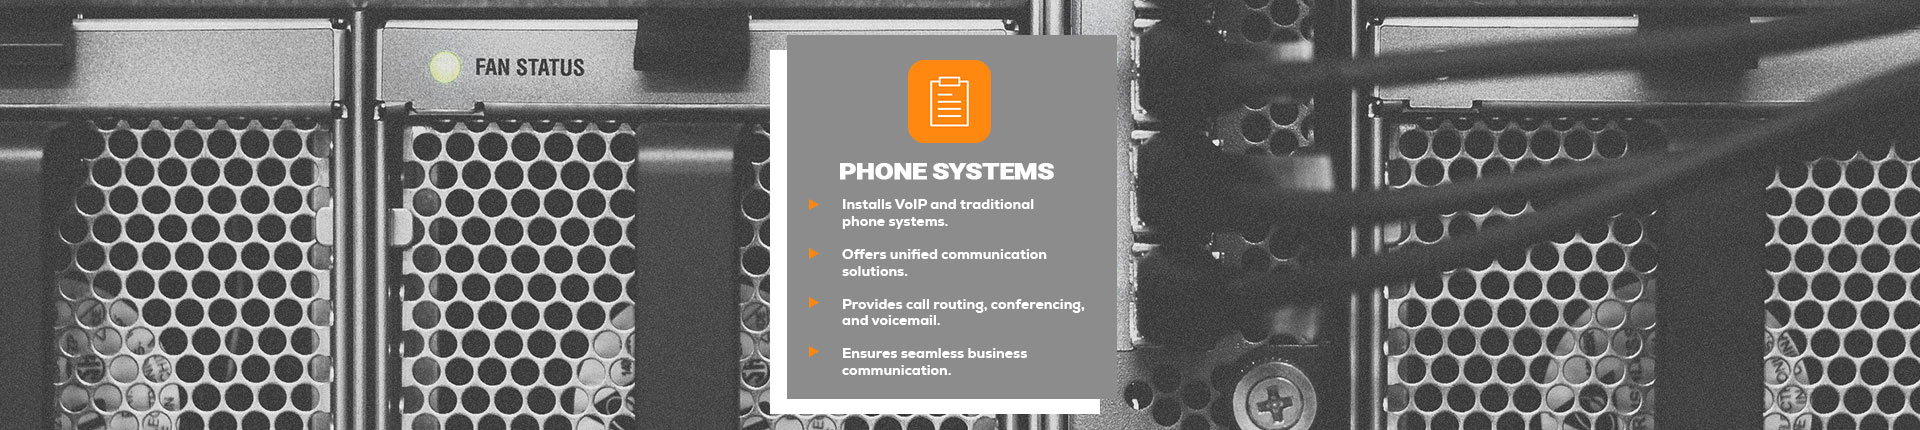 FAN STATUS
PHONE SYSTEMS
Installs VoIP and traditional
phone systems.
Offers unified communication
solutions.
Provides call routing, conferencing,
and voicemail.
Ensures seamless business
communication.